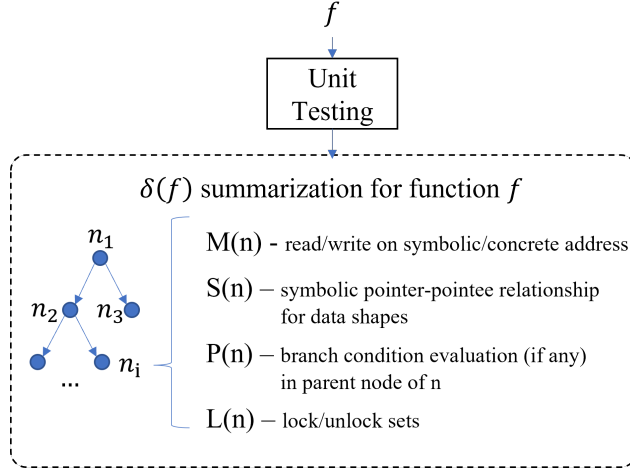 f
Unit
Testing
δ(f) summarization for function f
n₁
M(n) - read/write on symbolic/concrete address
n₂
n₃
S(n) – symbolic pointer-pointee relationship
for data shapes
P(n) – branch condition evaluation (if any)
in parent node of n
nᵢ
...
L(n) – lock/unlock sets